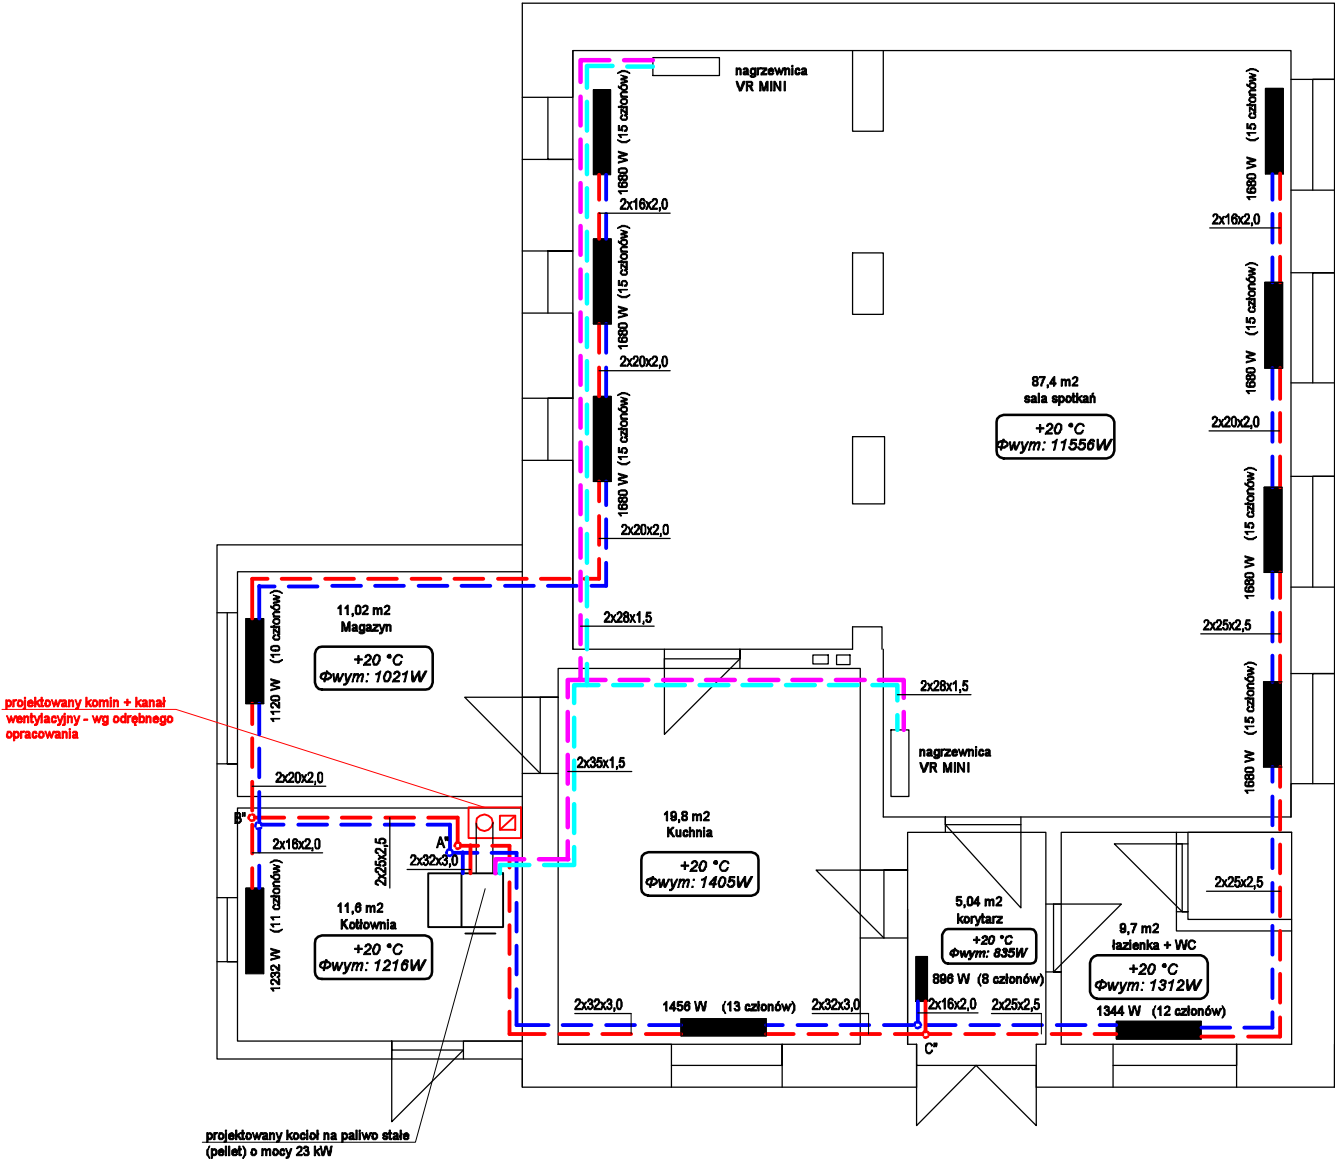 nagrzewnica
VR MINI
1680 W (15 członów)
1680 W (15 członów)
2x16x2,0
2x16x2,0
1680 W (15 członów)
1680 W (15 członów)
2x20x2,0
87,4 m2
sala spotkań
+20 °C
Φwym: 11556W
2x20x2,0
1680 W (15 członów)
1680 W (15 członów)
2x20x2,0
11,02 m2
Magazyn
+20 °C
Φwym: 1021W
1120 W (10 członów)
2x28x1,5
2x25x2,5
2x28x1,5
1680 W (15 członów)
projektowany komin + kanał
wentylacyjny - wg odrębnego
opracowania
nagrzewnica
VR MINI
2x35x1,5
2x20x2,0
B"
A"
2x16x2,0
2x25x2,5
2x32x3,0
19,8 m2
Kuchnia
+20 °C
Φwym: 1405W
2x25x2,5
1232 W (11 członów)
11,6 m2
Kotłownia
+20 °C
Φwym: 1216W
5,04 m2
korytarz
+20 °C
Φwym: 835W
9,7 m2
łazienka + WC
+20 °C
Φwym: 1312W
896 W (8 członów)
2x32x3,0
1456 W (13 członów)
2x32x3,0
2x16x2,0
2x25x2,5
1344 W (12 członów)
C"
projektowany kocioł na paliwo stałe
(pellet) o mocy 23 kW